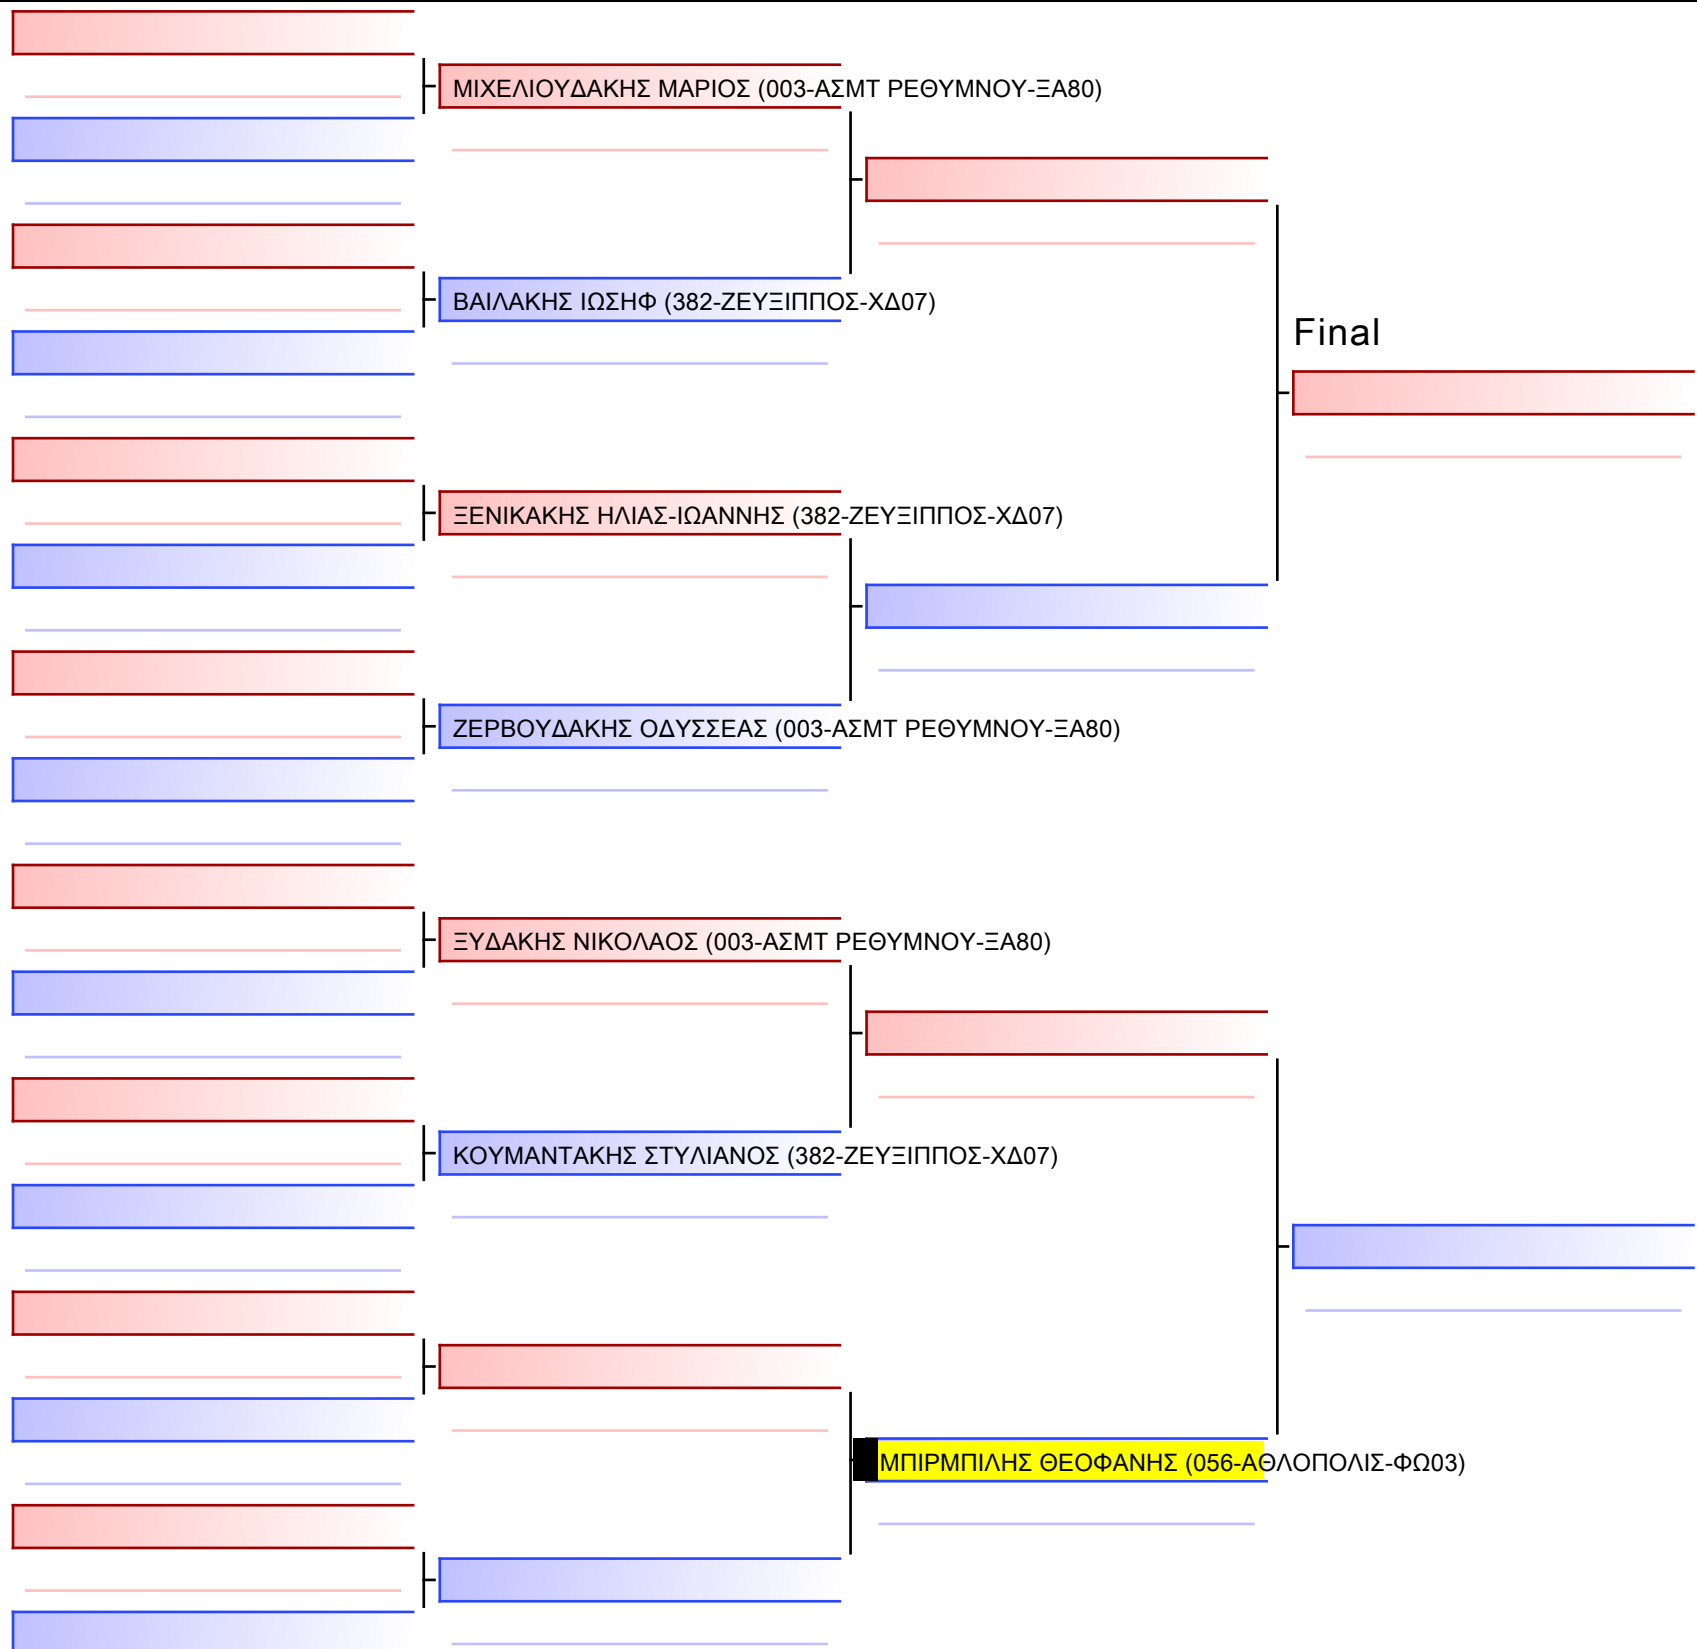 ΜΙΧΕΛΙΟΥΔΑΚΗΣ ΜΑΡΙΟΣ (003-ΑΣΜΤ ΡΕΘΥΜΝΟΥ-ΞΑ80)
ΒΑΙΛΑΚΗΣ ΙΩΣΗΦ (382-ΖΕΥΞΙΠΠΟΣ-ΧΔ07)
Final
ΞΕΝΙΚΑΚΗΣ ΗΛΙΑΣ-ΙΩΑΝΝΗΣ (382-ΖΕΥΞΙΠΠΟΣ-ΧΔ07)
ΖΕΡΒΟΥΔΑΚΗΣ ΟΔΥΣΣΕΑΣ (003-ΑΣΜΤ ΡΕΘΥΜΝΟΥ-ΞΑ80)
ΞΥΔΑΚΗΣ ΝΙΚΟΛΑΟΣ (003-ΑΣΜΤ ΡΕΘΥΜΝΟΥ-ΞΑ80)
ΚΟΥΜΑΝΤΑΚΗΣ ΣΤΥΛΙΑΝΟΣ (382-ΖΕΥΞΙΠΠΟΣ-ΧΔ07)
ΜΠΙΡΜΠΙΛΗΣ ΘΕΟΦΑΝΗΣ (056-ΑΘΛΟΠΟΛΙΣ-ΦΩ03)